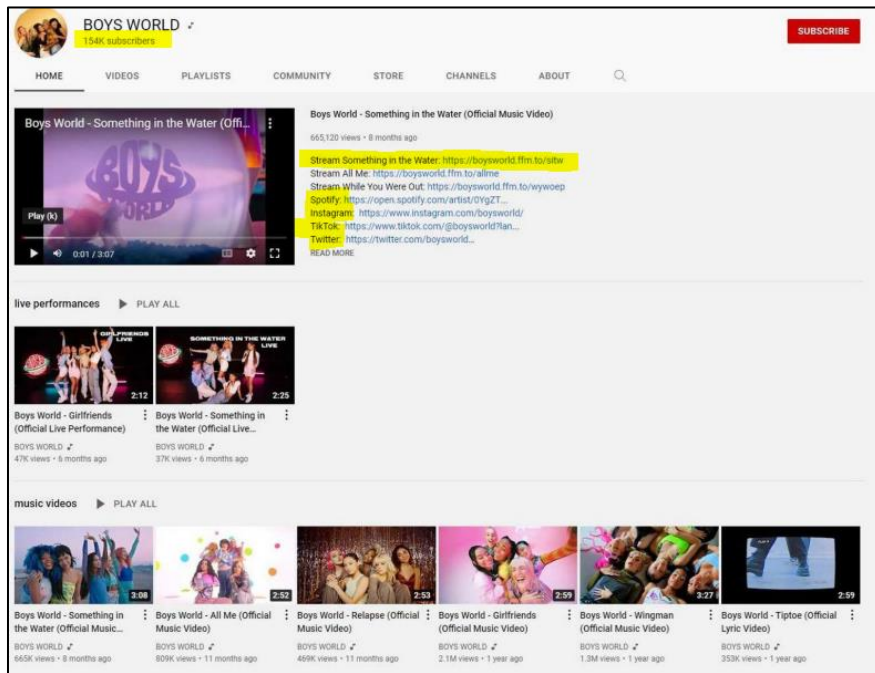 BOYS WORLD ♪
154K subscribers
SUBSCRIBE
HOME VIDEOS PLAYLISTS COMMUNITY STORE CHANNELS ABOUT
Boys World - Something in the Water (Offi...
BOYS
WORLD
Play (k)
0:01 / 3:07
Boys World - Something in the Water (Official Music Video)
665,120 views • 8 months ago
Stream Something in the Water: https://boysworld.ffm.to/sitw
Stream All Me: https://boysworld.ffm.to/allme
Stream While You Were Out: https://boysworld.ffm.to/wywoep
Spotify: https://open.spotify.com/artist/0YgZT...
Instagram: https://www.instagram.com/boysworld/
TikTok: https://www.tiktok.com/@boysworld?lan...
Twitter: https://twitter.com/boysworld...
READ MORE
live performances PLAY ALL
GIRLFRIENDS
LIVE
2:12
SOMETHING IN THE WATER
LIVE
2:25
Boys World - Girlfriends
(Official Live Performance)
BOYS WORLD ♪
47K views • 6 months ago
Boys World - Something in
the Water (Official Live...
BOYS WORLD ♪
37K views • 6 months ago
music videos PLAY ALL
3:08
2:52
2:53
2:59
3:27
2:59
Boys World - Something in
the Water (Official Music...
BOYS WORLD ♪
665K views • 8 months ago
Boys World - All Me (Official
Music Video)
BOYS WORLD ♪
809K views • 11 months ago
Boys World - Relapse (Official
Music Video)
BOYS WORLD ♪
469K views • 11 months ago
Boys World - Girlfriends
(Official Music Video)
BOYS WORLD ♪
2.1M views • 1 year ago
Boys World - Wingman
(Official Music Video)
BOYS WORLD ♪
1.3M views • 1 year ago
Boys World - Tiptoe (Official
Lyric Video)
BOYS WORLD ♪
353K views • 1 year ago